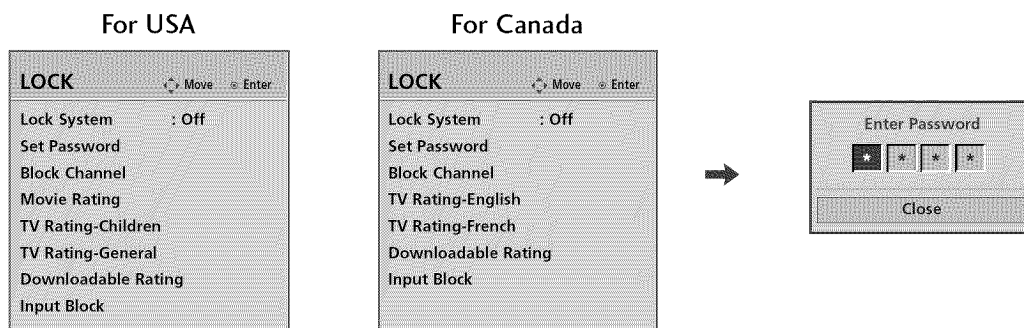 For USA
LOCK Move Enter
Lock System : Off
Set Password
Block Channel
Movie Rating
TV Rating-Children
TV Rating-General
Downloadable Rating
Input Block
For Canada
LOCK Move Enter
Lock System : Off
Set Password
Block Channel
TV Rating-English
TV Rating-French
Downloadable Rating
Input Block
Enter Password
* * * *
Close